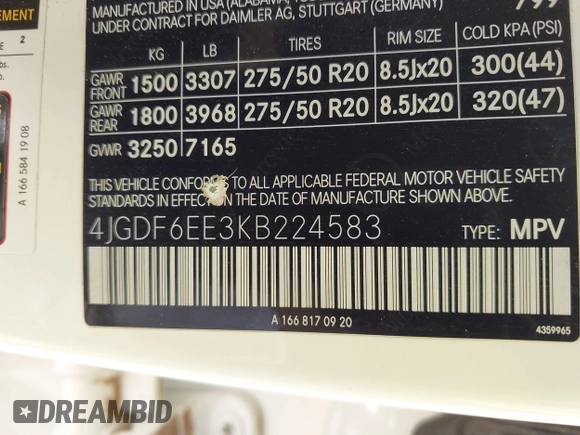 EMENT
E 2
bs.
A 166 584 19 08
MANUFACTURED IN USA (ALABAMA,
UNDER CONTRACT FOR DAIMLER AG, STUTTGART (GERMANY) 799
KG LB TIRES RIM SIZE COLD KPA (PSI)
GAWR FRONT 1500 3307 275/50 R20 8.5Jx20 300(44)
GAWR REAR 1800 3968 275/50 R20 8.5Jx20 320(47)
GVWR 3250 7165
THIS VEHICLE CONFORMS TO ALL APPLICABLE FEDERAL MOTOR VEHICLE SAFETY
STANDARDS IN EFFECT ON THE DATE OF MANUFACTURE SHOWN ABOVE.
4JGDF6EE3KB224583 TYPE: MPV
A 166 817 09 20
4359965
DREAMBID